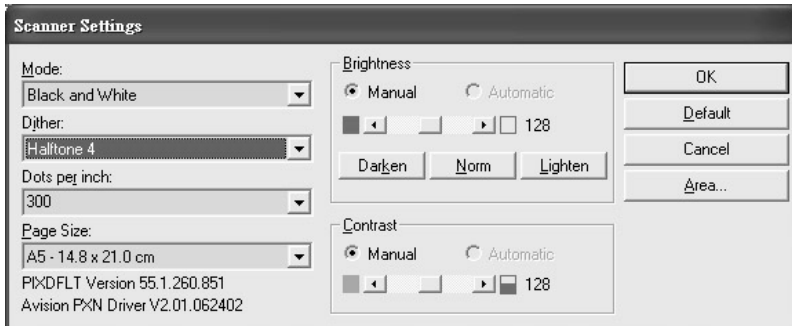 Scanner Settings
Mode:
Black and White
Dither:
Halftone 4
Dots per inch:
300
Page Size:
A5 - 14.8 x 21.0 cm
PIXDFLT Version 55.1.260.851
Avision PXN Driver V2.01.062402
Brightness
Manual Automatic
128
Darken Norm Lighten
Contrast
Manual Automatic
128
OK
Default
Cancel
Area...